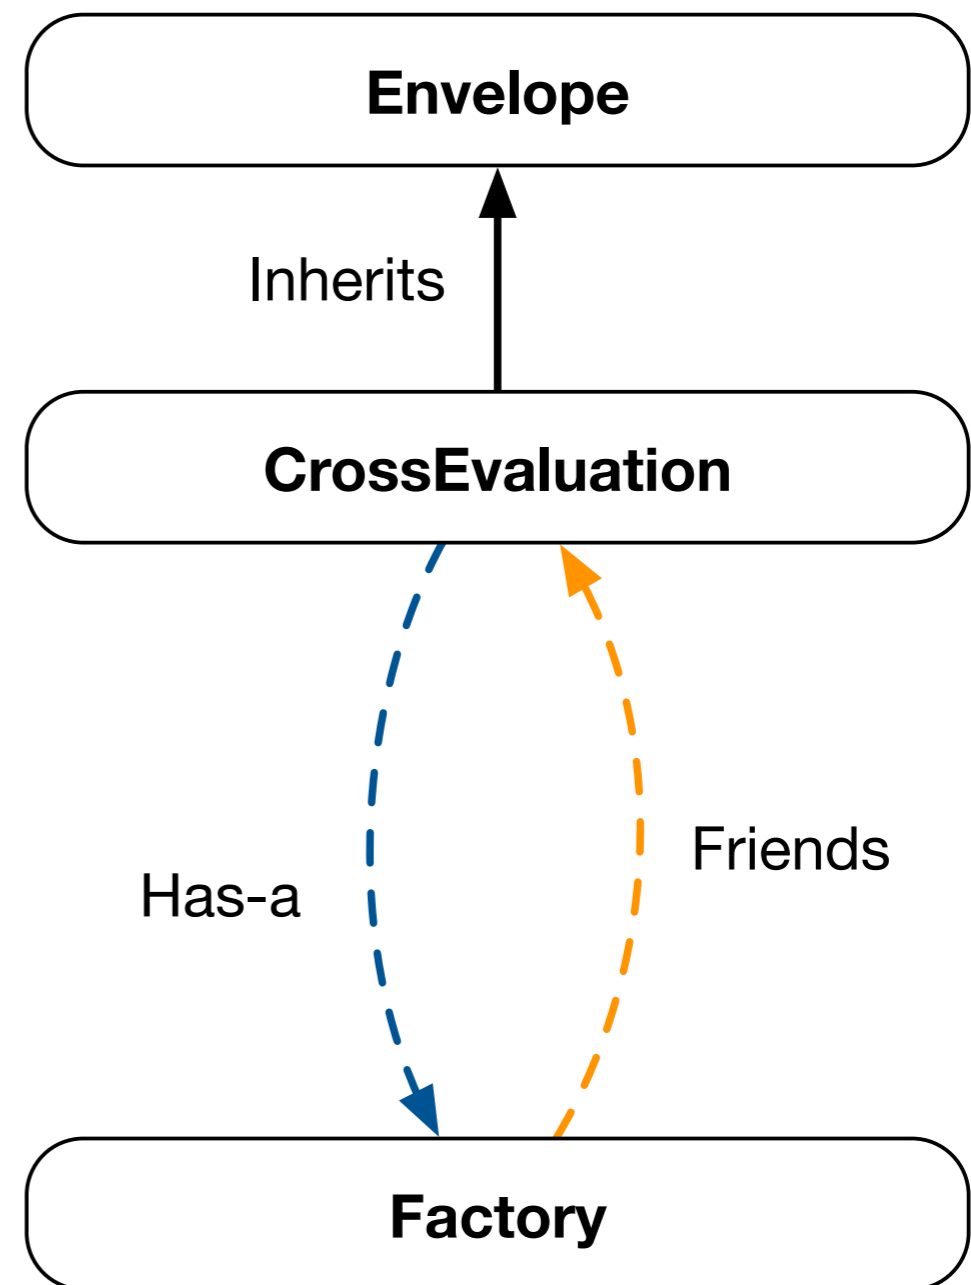 Envelope
Inherits
CrossEvaluation
Friends
Has-a
Factory